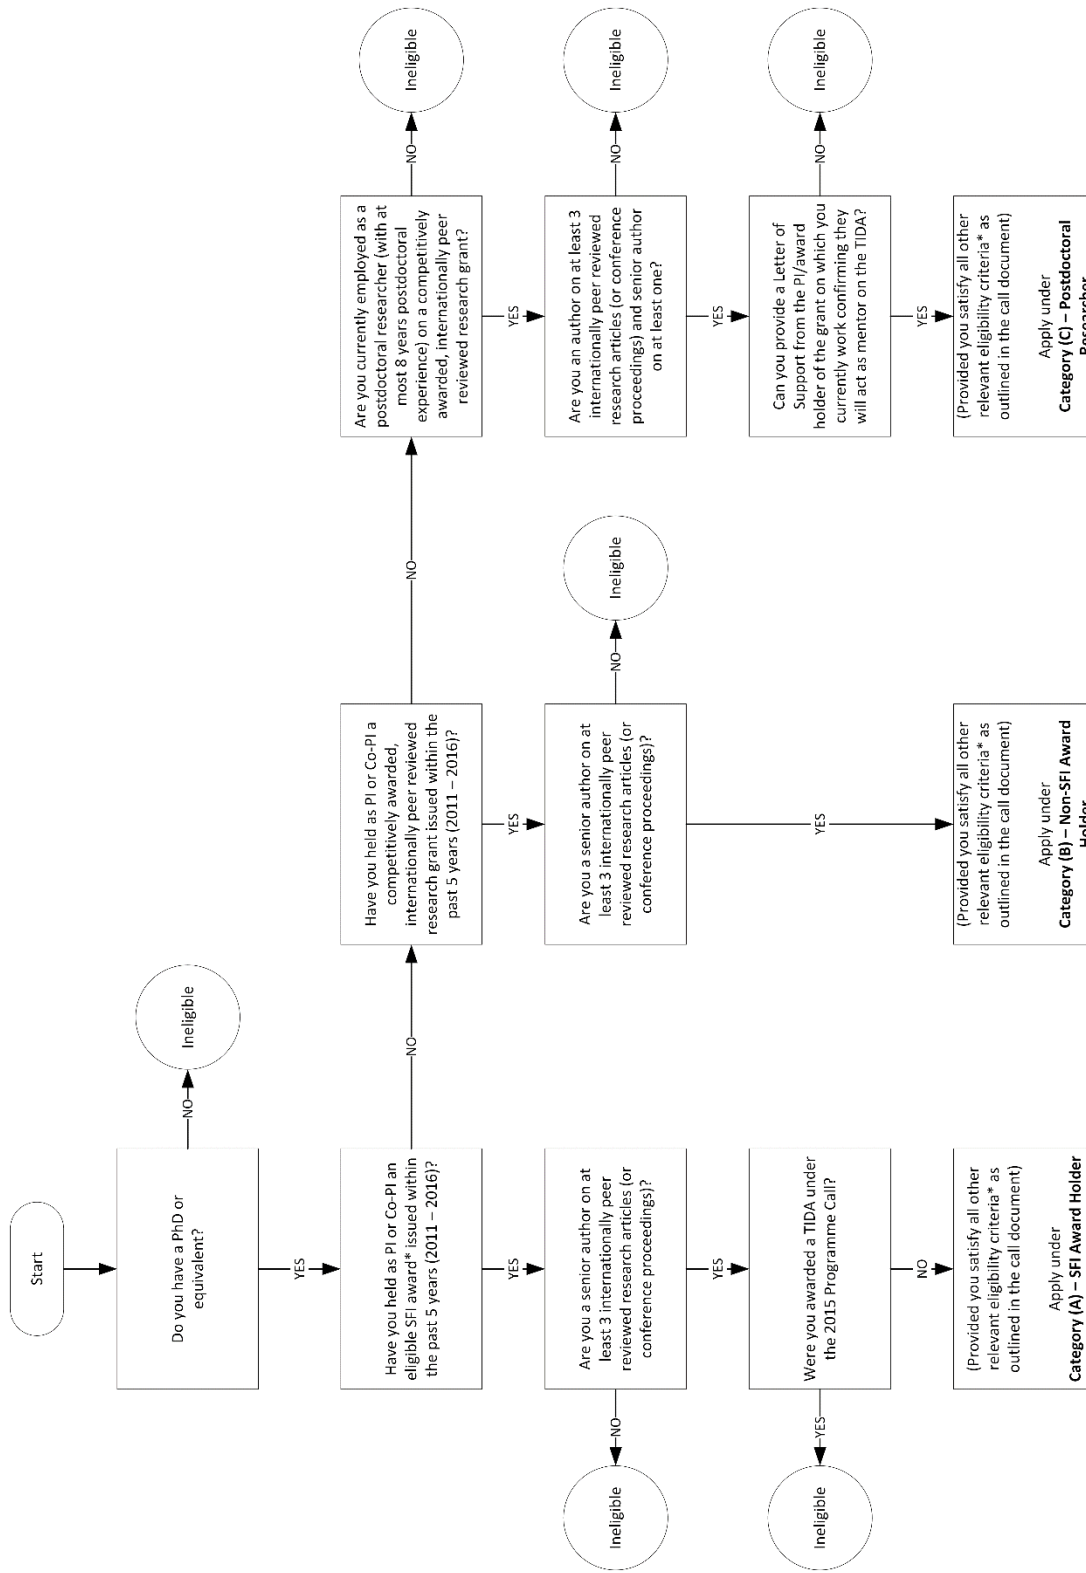 Start
Do you have a PhD or
equivalent?
NO
Ineligible
YES
Have you held as PI or Co-PI an
eligible SFI award* issued within
the past 5 years (2011 – 2016)?
NO
YES
Are you a senior author on at
least 3 internationally peer
reviewed research articles (or
conference proceedings)?
NO
Ineligible
YES
Were you awarded a TIDA under
the 2015 Programme Call?
YES
Ineligible
NO
(Provided you satisfy all other
relevant eligibility criteria* as
outlined in the call document)
Apply under
Category (A) – SFI Award Holder
Have you held as PI or Co-PI a
competitively awarded,
internationally peer reviewed
research grant issued within the
past 5 years (2011 – 2016)?
NO
YES
Are you a senior author on at
least 3 internationally peer
reviewed research articles (or
conference proceedings)?
NO
Ineligible
YES
(Provided you satisfy all other
relevant eligibility criteria* as
outlined in the call document)
Apply under
Category (B) – Non-SFI Award
Holder
Are you currently employed as a
postdoctoral researcher (with at
most 8 years postdoctoral
experience) on a competitively
awarded, internationally peer
reviewed research grant?
NO
Ineligible
YES
Are you an author on at least 3
internationally peer reviewed
research articles (or conference
proceedings) and senior author
on at least one?
NO
Ineligible
YES
Can you provide a Letter of
Support from the PI/award
holder of the grant on which you
currently work confirming they
will act as mentor on the TIDA?
NO
Ineligible
YES
(Provided you satisfy all other
relevant eligibility criteria* as
outlined in the call document)
Apply under
Category (C) – Postdoctoral
Researcher